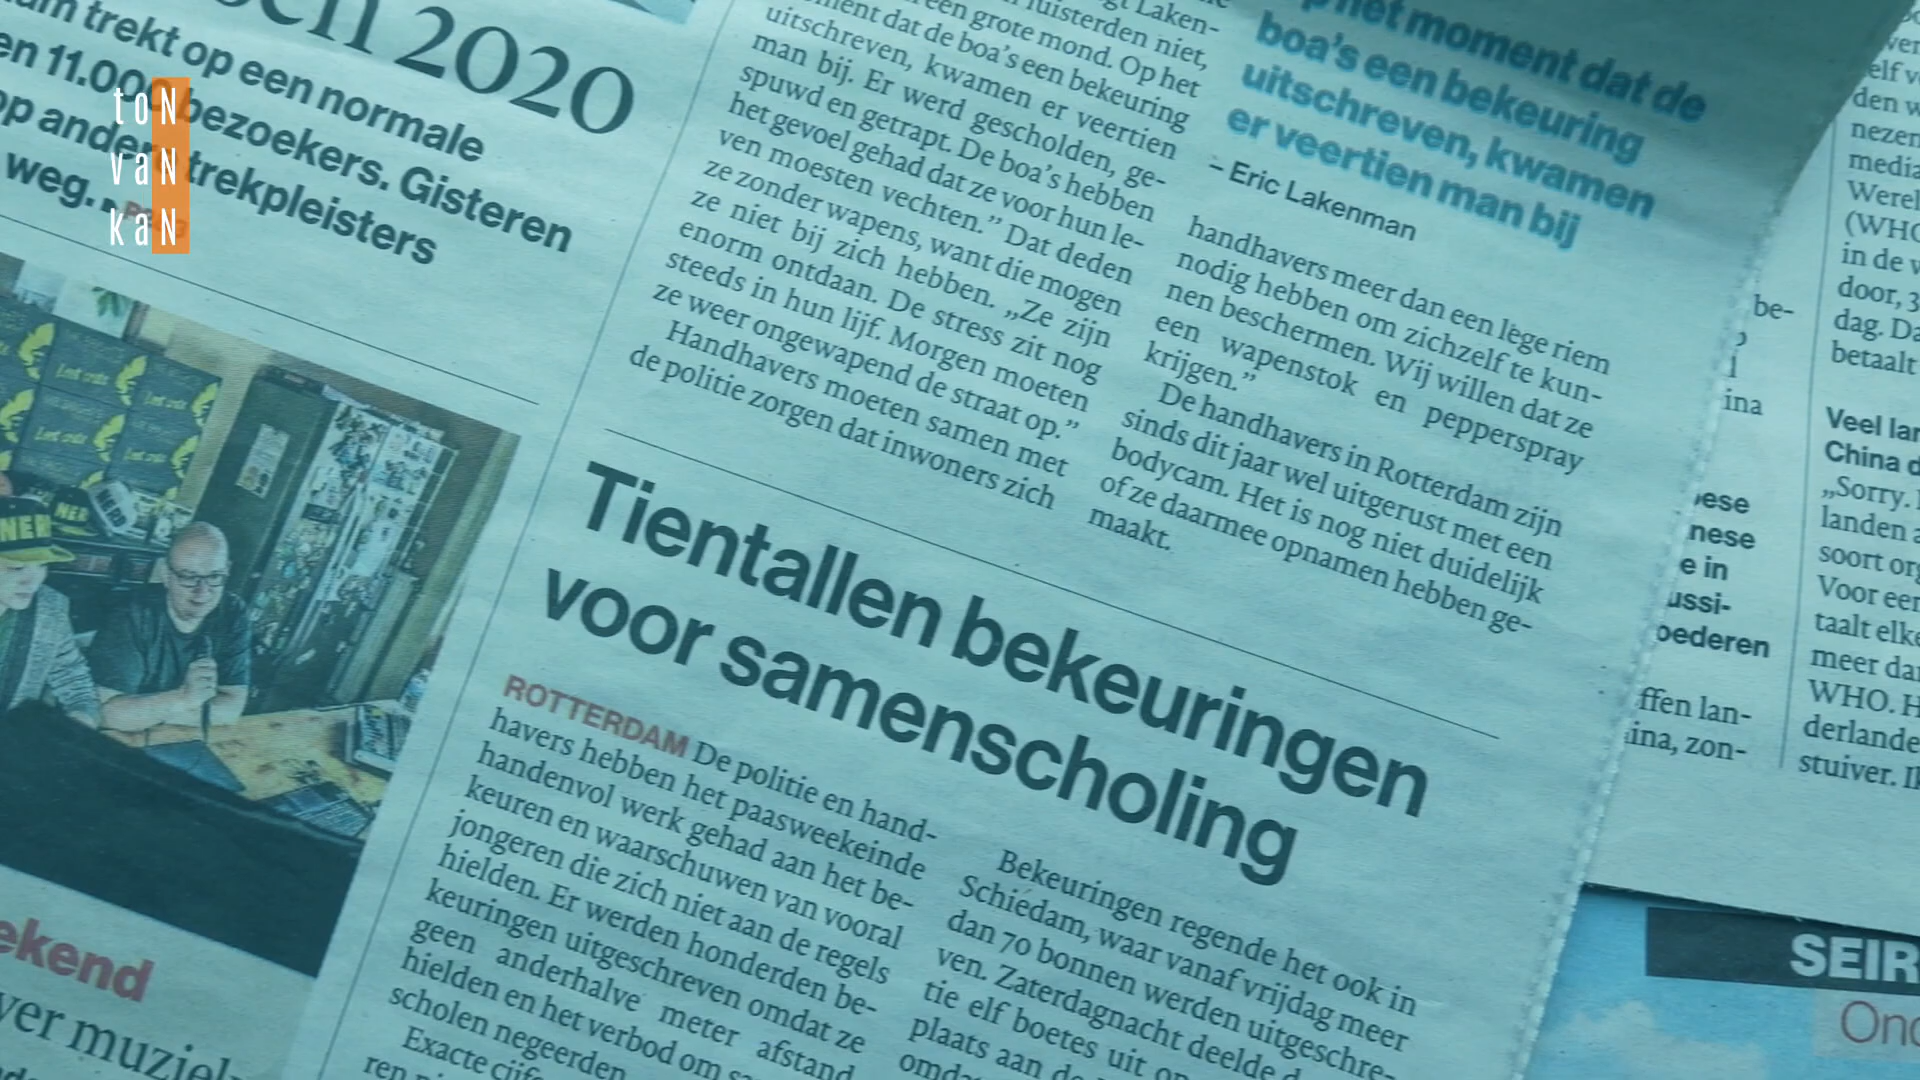 toN
vaN
kaN
2020
trekt op een normale
11.000 bezoekers. Gisteren
op andere trekpleisters
weg.
een grote mond. Op het
dat de boa's een bekeuring
uitschreven, kwamen er veertien
man bij. Er werd gescholden, ge-
spuwd en getrapt. De boa's hebben
het gevoel gehad dat ze voor hun le-
ven moesten vechten.” Dat deden
ze zonder wapens, want die mogen
ze niet bij zich hebben. „Ze zijn
enorm ontdaan. De stress zit nog
steeds in hun lijf. Morgen moeten
ze weer ongewapend de straat op.”
Handhavers moeten samen met
de politie zorgen dat inwoners zich
het moment dat de
boa's een bekeuring
uitschreven, kwamen
er veertien man bij
– Eric Lakenman
handhavers meer dan een lege riem
nodig hebben om zichzelf te kun-
nen beschermen. Wij willen dat ze
een wapenstok en pepperspray
krijgen.”
De handhavers in Rotterdam zijn
sinds dit jaar wel uitgerust met een
bodycam. Het is nog niet duidelijk
of ze daarmee opnamen hebben ge-
maakt.
Tientallen bekeuringen
voor samenscholing
ROTTERDAM De politie en hand-
havers hebben het paasweekeinde
handenvol werk gehad aan het be-
keuren en waarschuwen van vooral
jongeren die zich niet aan de regels
hielden. Er werden honderden be-
keuringen uitgeschreven omdat ze
geen anderhalve meter afstand
hielden en het verbod om
scholen negeerden
Exacte
Bekeuringen regende het ook in
Schiedam, waar vanaf vrijdag meer
dan 70 bonnen werden uitgeschre-
ven. Zaterdagnacht deelde
tie elf boetes uit
plaats aan
be-
ina
nese
e in
ussi-
oederen
ffen lan-
ina, zon-
nezen
media
Werel
(WHO
in de
door, 3
dag. Da
betaalt
Veel lan
China d
„Sorry.
landen
soort org
Voor een
taalt elke
meer dan
WHO. H
derlande
stuiver. Ik
ekend
muziek
SEIR